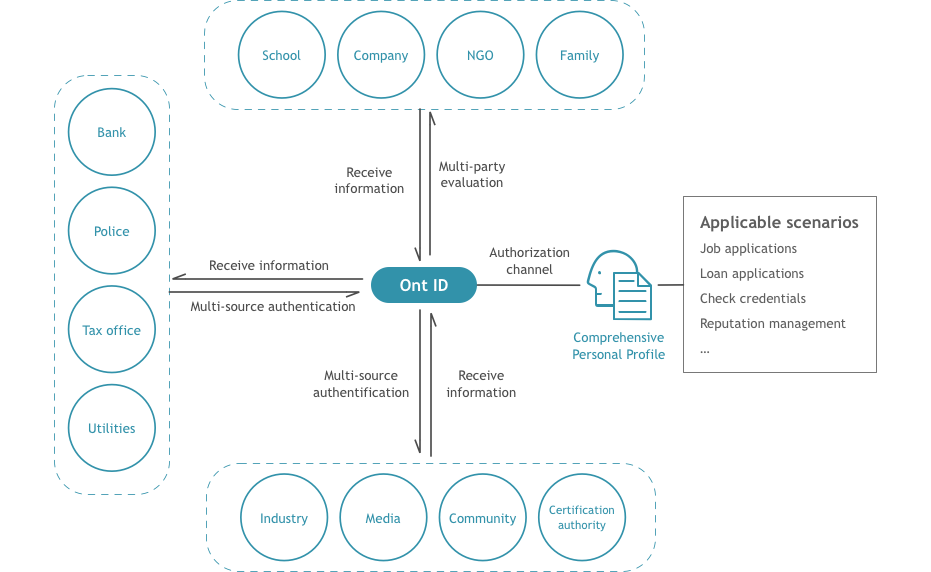 School
Company
NGO
Family
Bank
Police
Tax office
Utilities
Receive
information
Multi-party
evaluation
Receive information
Multi-source authentication
Ont ID
Authorization
channel
Comprehensive
Personal Profile
Applicable scenarios
Job applications
Loan applications
Check credentials
Reputation management
...
Multi-source
authentification
Receive
information
Industry
Media
Community
Certification
authority